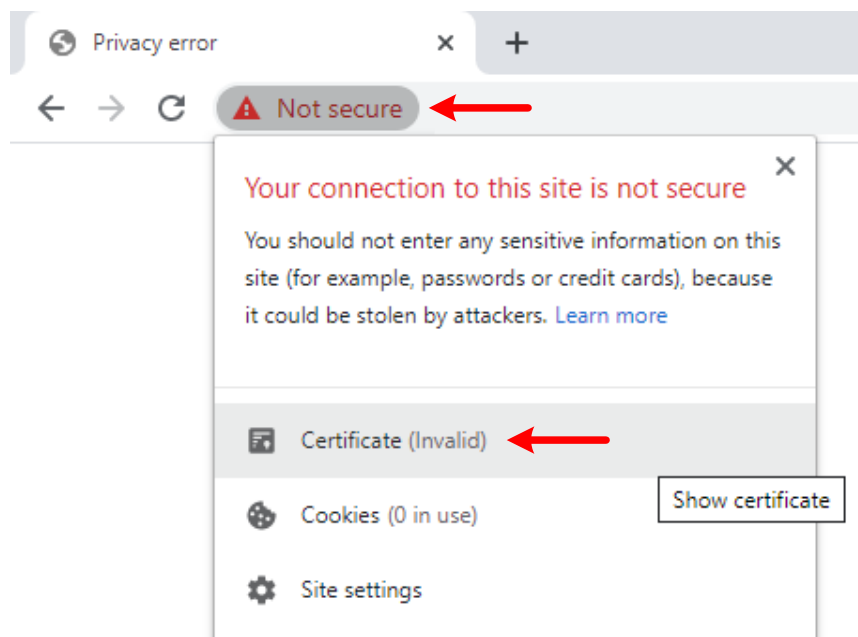 Privacy error
Not secure
Your connection to this site is not secure
You should not enter any sensitive information on this
site (for example, passwords or credit cards), because
it could be stolen by attackers. Learn more
Certificate (Invalid)
Show certificate
Cookies (0 in use)
Site settings